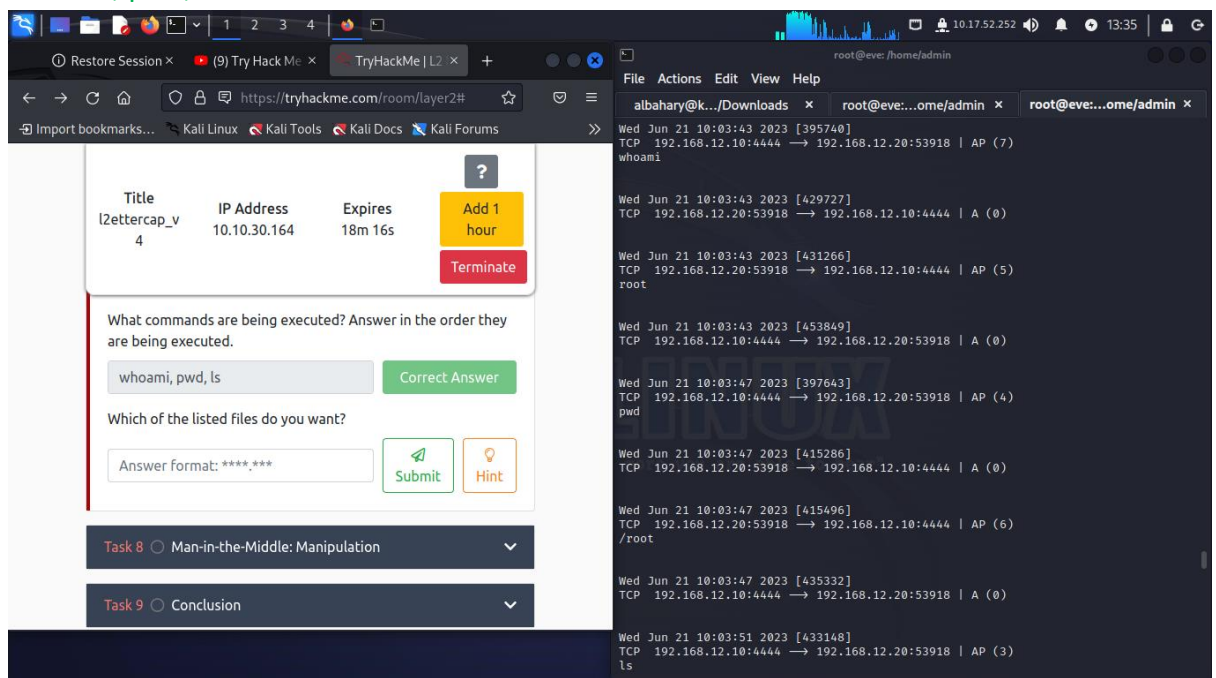 1 2 3 4
10.17.52.252
13:35
Restore Session ×
(9) Try Hack Me ×
TryHackMe | L2 ×
https://tryhackme.com/room/layer2#
Import bookmarks...
Kali Linux
Kali Tools
Kali Docs
Kali Forums
?
Title
l2ettercap_v
4
IP Address
10.10.30.164
Expires
18m 16s
Add 1
hour
Terminate
What commands are being executed? Answer in the order they
are being executed.
whoami, pwd, ls
Correct Answer
Which of the listed files do you want?
Answer format: ****.***
Submit
Hint
Task 8 Man-in-the-Middle: Manipulation
Task 9 Conclusion
root@eve: /home/admin
File Actions Edit View Help
albahary@k.../Downloads ×
root@eve:...ome/admin ×
root@eve:...ome/admin ×
Wed Jun 21 10:03:43 2023 [395740]
TCP 192.168.12.10:4444 → 192.168.12.20:53918 | AP (7)
whoami
Wed Jun 21 10:03:43 2023 [429727]
TCP 192.168.12.20:53918 → 192.168.12.10:4444 | A (0)
Wed Jun 21 10:03:43 2023 [431266]
TCP 192.168.12.20:53918 → 192.168.12.10:4444 | AP (5)
root
Wed Jun 21 10:03:43 2023 [453849]
TCP 192.168.12.10:4444 → 192.168.12.20:53918 | A (0)
Wed Jun 21 10:03:47 2023 [397643]
TCP 192.168.12.10:4444 → 192.168.12.20:53918 | AP (4)
pwd
Wed Jun 21 10:03:47 2023 [415286]
TCP 192.168.12.20:53918 → 192.168.12.10:4444 | A (0)
Wed Jun 21 10:03:47 2023 [415496]
TCP 192.168.12.20:53918 → 192.168.12.10:4444 | AP (6)
/root
Wed Jun 21 10:03:47 2023 [435332]
TCP 192.168.12.10:4444 → 192.168.12.20:53918 | A (0)
Wed Jun 21 10:03:51 2023 [433148]
TCP 192.168.12.10:4444 → 192.168.12.20:53918 | AP (3)
ls